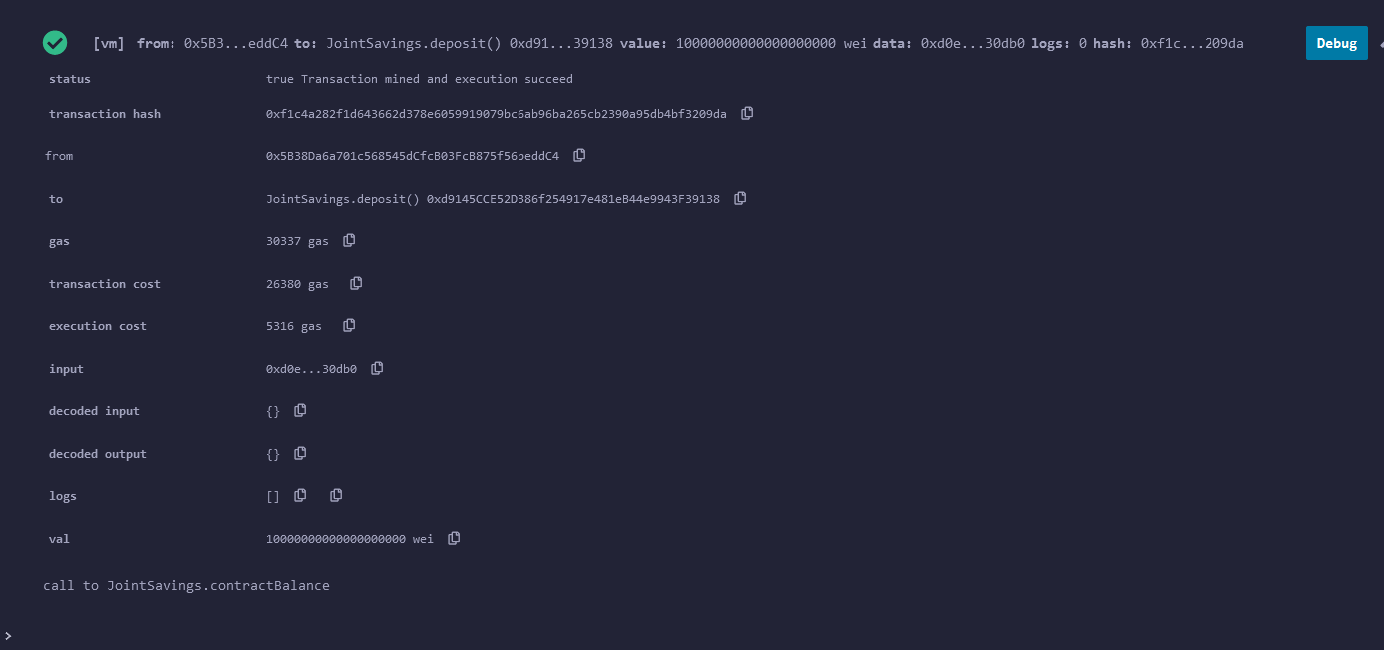 [vm] from: 0x5B3...eddC4 to: JointSavings.deposit() 0xd91...39138 value: 10000000000000000000 wei data: 0xd0e...30db0 logs: 0 hash: 0xf1c...209da Debug
status true Transaction mined and execution succeed
transaction hash 0xf1c4a282f1d643662d378e6059919079bc6ab96ba265cb2390a95db4bf3209da
from 0x5B38Da6a701c568545dCfcB03FcB875f56beddC4
to JointSavings.deposit() 0xd9145CCE52D386f254917e481eB44e9943F39138
gas 30337 gas
transaction cost 26380 gas
execution cost 5316 gas
input 0xd0e...30db0
decoded input {}
decoded output {}
logs []
val 10000000000000000000 wei
call to JointSavings.contractBalance
>